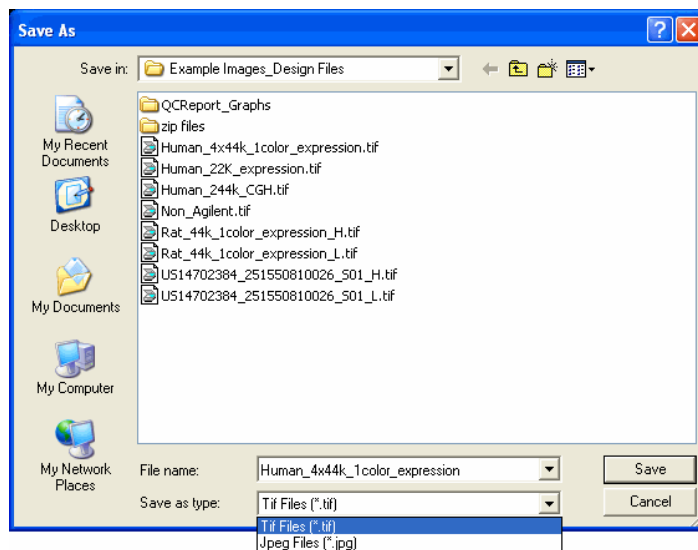 Save As
Save in: Example Images_Design Files
My Recent Documents
Desktop
My Documents
My Computer
My Network Places
QCReport_Graphs
zip files
Human_4x44k_1color_expression.tif
Human_22K_expression.tif
Human_244k_CGH.tif
Non_Agilent.tif
Rat_44k_1color_expression_H.tif
Rat_44k_1color_expression_L.tif
US14702384_251550810026_S01_H.tif
US14702384_251550810026_S01_L.tif
File name: Human_4x44k_1color_expression Save
Save as type: Tif Files (*.tif) Cancel
Tif Files (*.tif)
Jpeg Files (*.jpg)